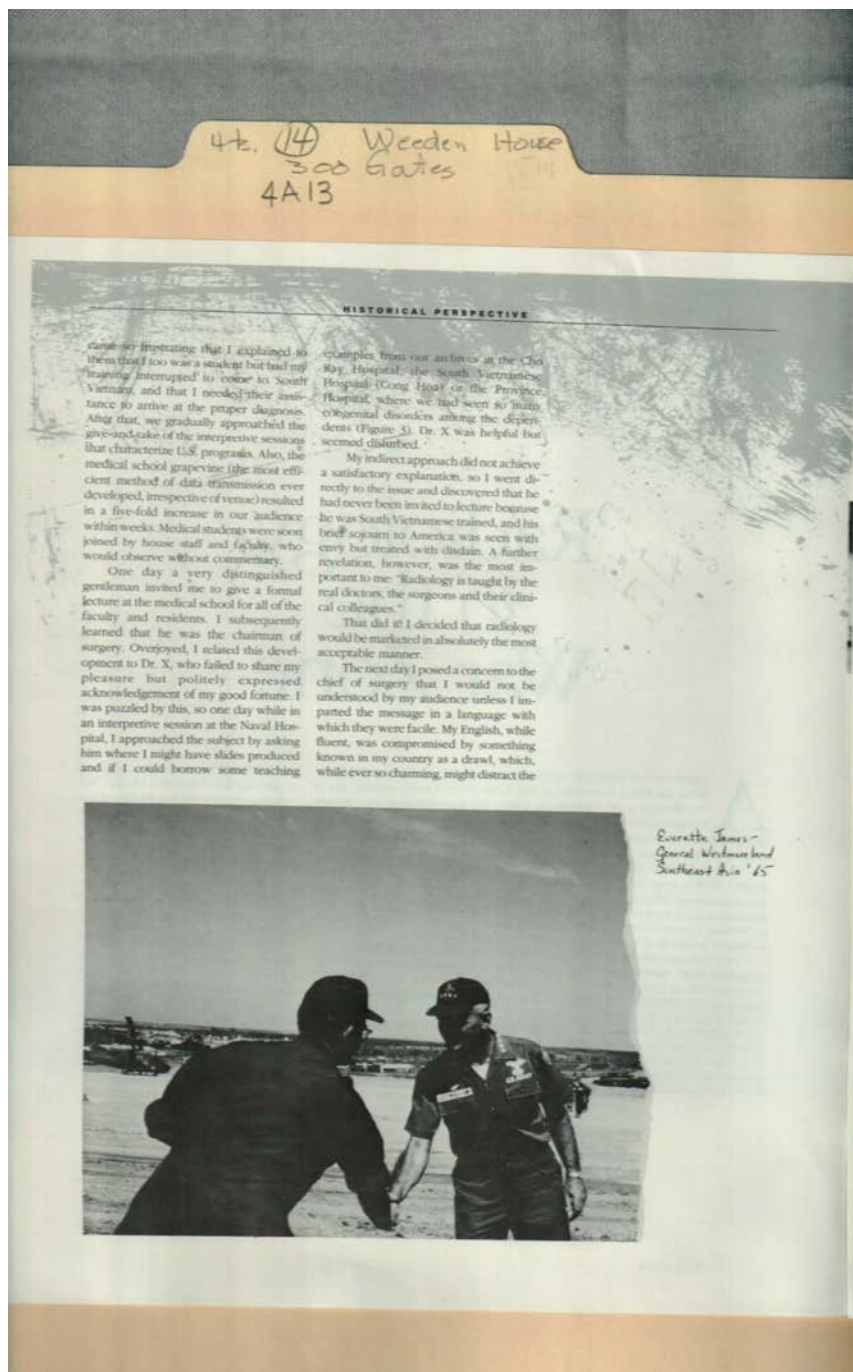 4tz. 14 Weeden House
300 Gates
4A13
HISTORICAL PERSPECTIVE
came so frustrating that I explained to
them that I too was a student but had my
training interrupted to come to South
Vietnam, and that I needed their assis-
tance to arrive at the proper diagnosis.
After that, we gradually approached the
give-and-take of the interpretive sessions
that characterize U.S. programs. Also, the
medical school grapevine (the most effi-
cient method of data transmission ever
developed, irrespective of venue) resulted
in a five-fold increase in our audience
within weeks. Medical students were soon
joined by house staff and faculty, who
would observe without commentary.
One day a very distinguished
gentleman invited me to give a formal
lecture at the medical school for all of the
faculty and residents. I subsequently
learned that he was the chairman of
surgery. Overjoyed, I related this devel-
opment to Dr. X, who failed to share my
pleasure but politely expressed
acknowledgement of my good fortune. I
was puzzled by this, so one day while in
an interpretive session at the Naval Hos-
pital, I approached the subject by asking
him where I might have slides produced
and if I could borrow some teaching
examples from our archives in the Cho
Ray Hospital, the South Vietnamese
Hospital (Cong Hoa) or the Province
Hospital, where we had seen so many
congenital disorders among the depen-
dents (Figure 3). Dr. X was helpful but
seemed disturbed.
My indirect approach did not achieve
a satisfactory explanation, so I went di-
rectly to the issue and discovered that he
had never been invited to lecture because
he was South Vietnamese trained, and his
brief sojourn to America was seen with
envy but treated with disdain. A further
revelation, however, was the most im-
portant to me: "Radiology is taught by the
real doctors, the surgeons and their clini-
cal colleagues."
That did it! I decided that radiology
would be marketed in absolutely the most
acceptable manner.
The next day I posed a concern to the
chief of surgery that I would not be
understood by my audience unless I im-
parted the message in a language with
which they were facile. My English, while
fluent, was compromised by something
known in my country as a drawl, which,
while ever so charming, might distract the
Everette James -
General Westmoreland
Southeast Asia '65